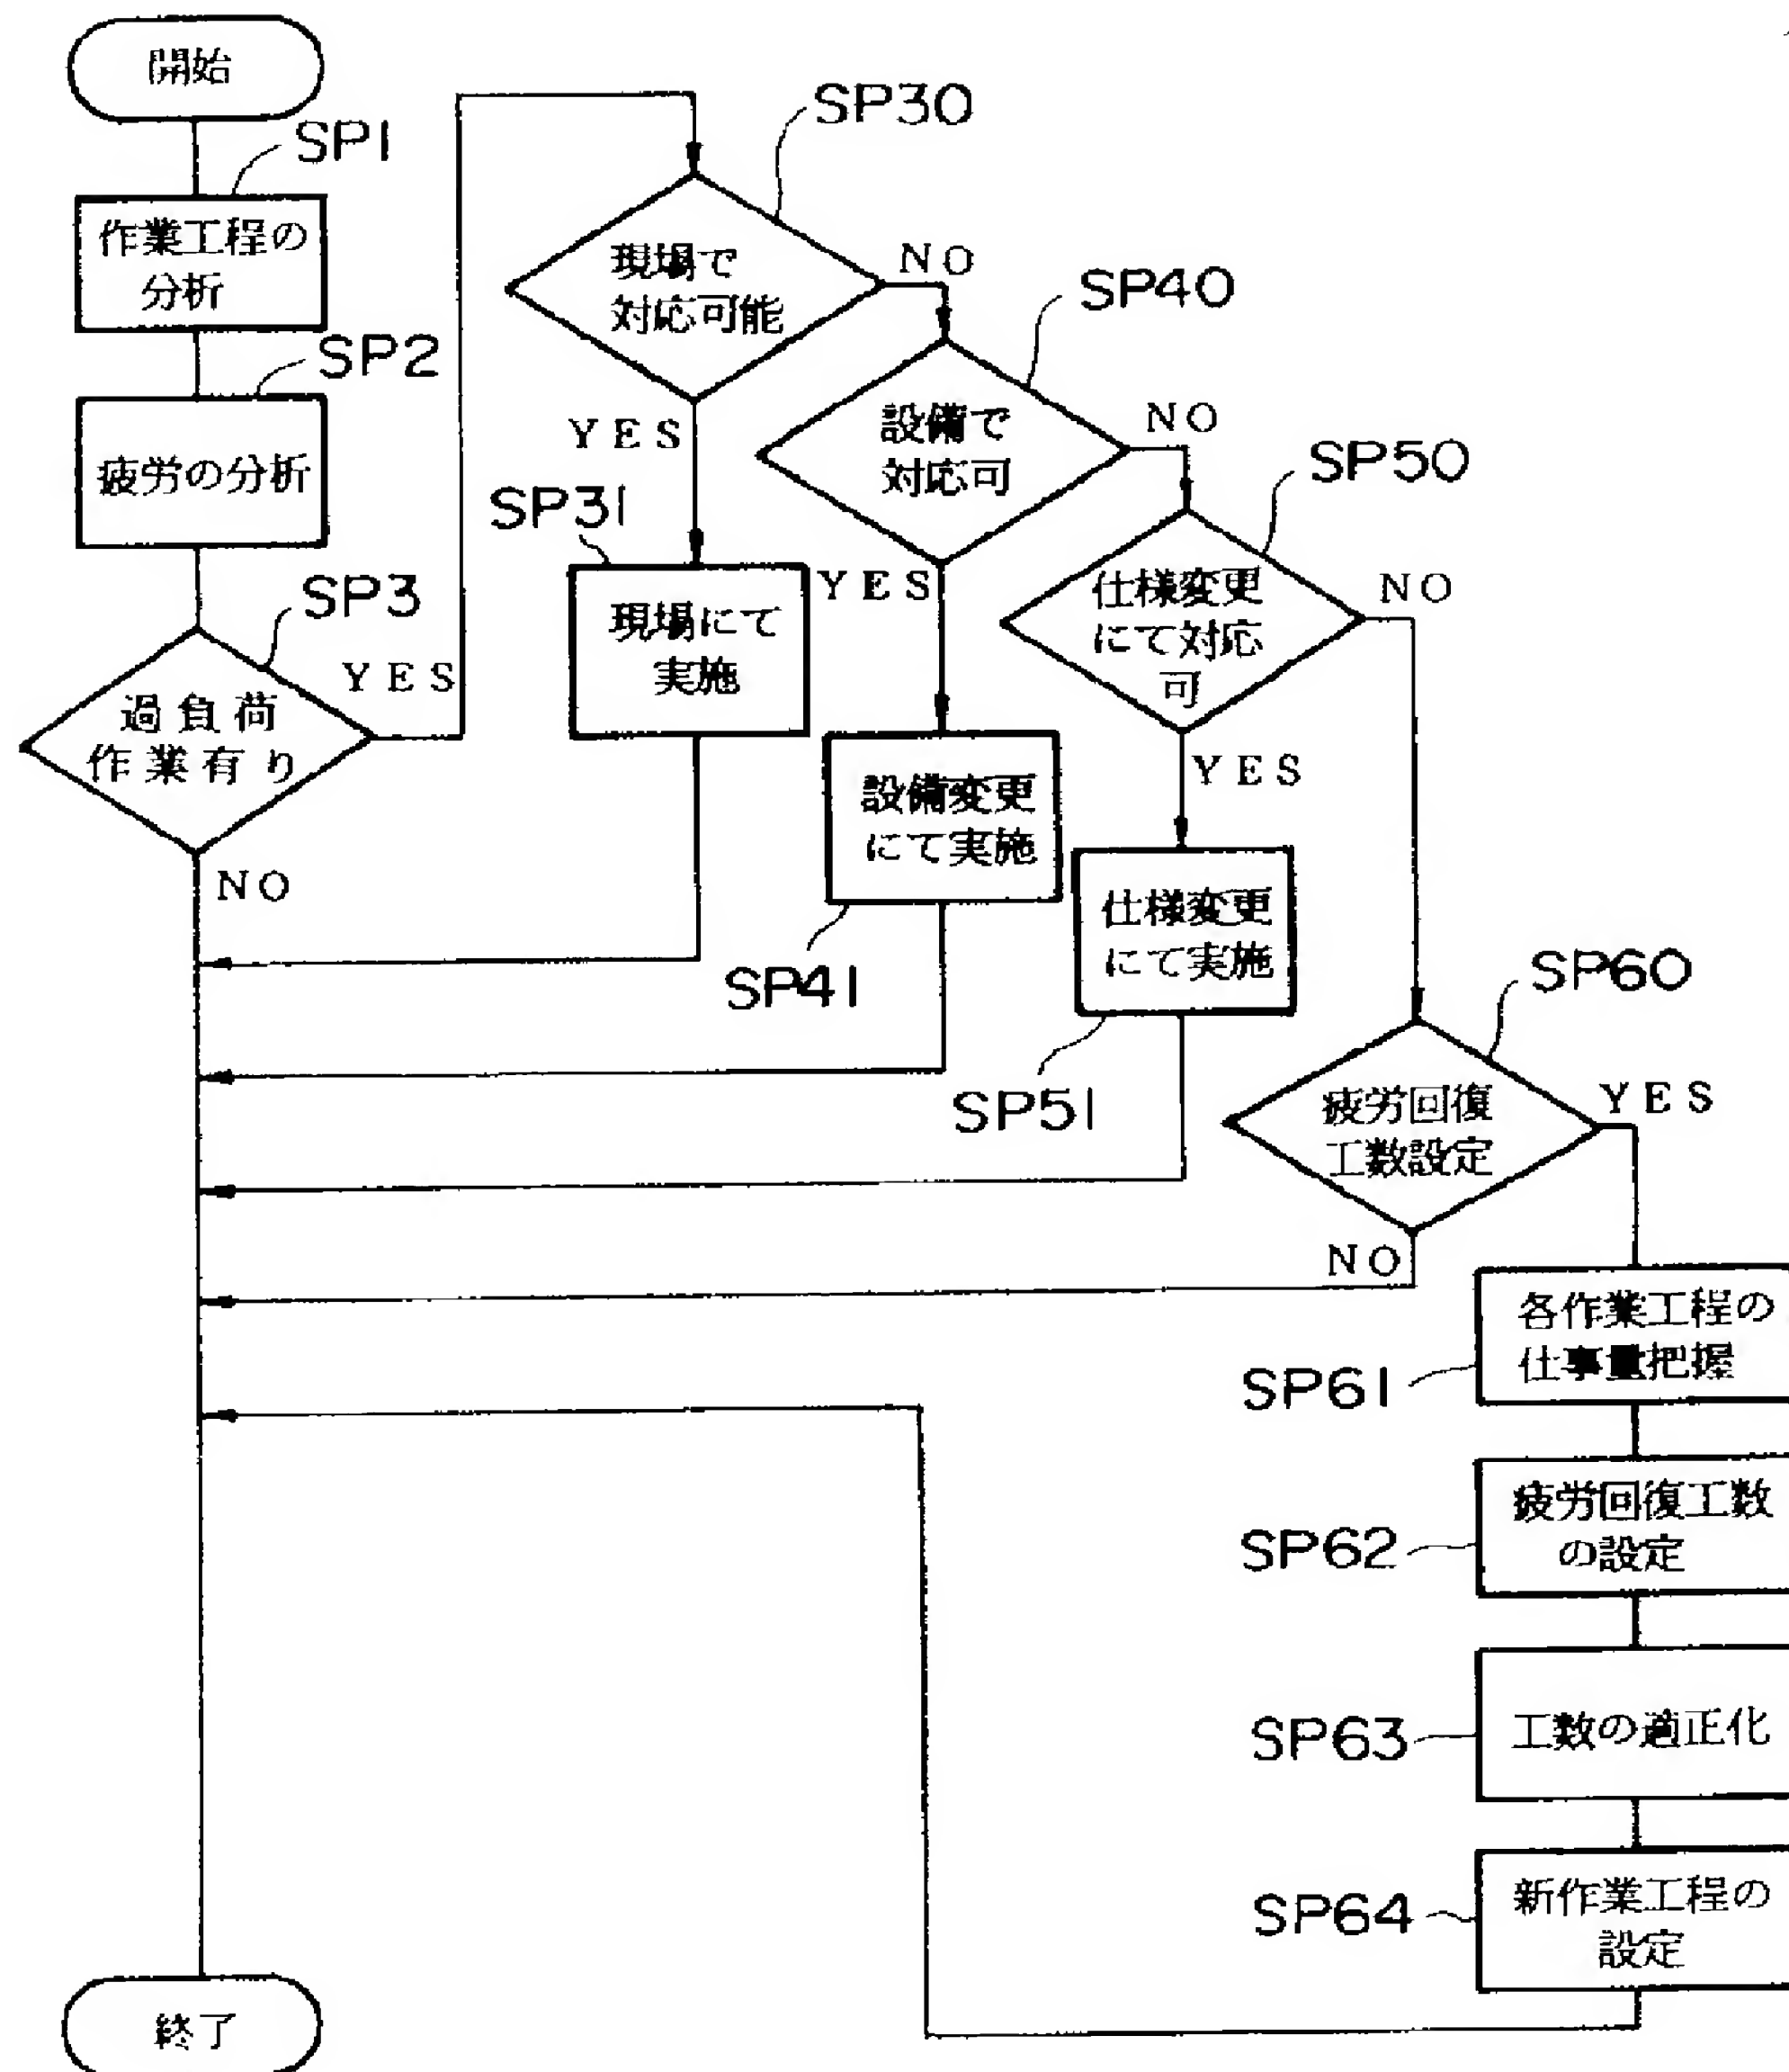 開始
SP1
作業工程の
分析
SP2
疲労の分析
SP3
過負荷
作業有り
YES
NO
SP30
現場で
対応可能
NO
YES
SP31
現場にて
実施
SP40
設備で
対応可
NO
YES
設備変更
にて実施
SP41
SP50
仕様変更
にて対応
可
NO
YES
仕様変更
にて実施
SP51
SP60
疲労回復
工数設定
YES
NO
各作業工程の
仕事量把握
SP61
疲労回復工数
の設定
SP62
工数の適正化
SP63
新作業工程の
設定
SP64
終了